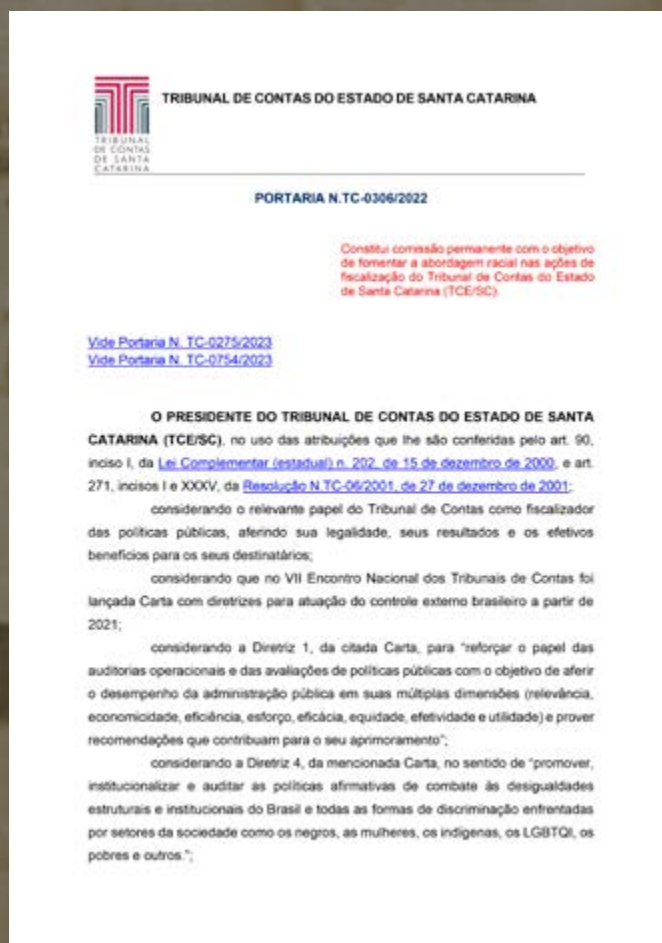 TRIBUNAL
DE CONTAS
DE SANTA
CATARINA
TRIBUNAL DE CONTAS DO ESTADO DE SANTA CATARINA
PORTARIA N.TC-0306/2022
Constitui comissão permanente com o objetivo
de fomentar a abordagem racial nas ações de
fiscalização do Tribunal de Contas do Estado
de Santa Catarina (TCE/SC).
Vide Portaria N. TC-0275/2023
Vide Portaria N. TC-0754/2023
O PRESIDENTE DO TRIBUNAL DE CONTAS DO ESTADO DE SANTA
CATARINA (TCE/SC), no uso das atribuições que lhe são conferidas pelo art. 90,
inciso I, da Lei Complementar (estadual) n. 202, de 15 de dezembro de 2000, e art.
271, incisos I e XXXV, da Resolução N.TC-06/2001, de 27 de dezembro de 2001;
considerando o relevante papel do Tribunal de Contas como fiscalizador
das políticas públicas, aferindo sua legalidade, seus resultados e os efetivos
benefícios para os seus destinatários;
considerando que no VII Encontro Nacional dos Tribunais de Contas foi
lançada Carta com diretrizes para atuação do controle externo brasileiro a partir de
2021;
considerando a Diretriz 1, da citada Carta, para “reforçar o papel das
auditorias operacionais e das avaliações de políticas públicas com o objetivo de aferir
o desempenho da administração pública em suas múltiplas dimensões (relevância,
economicidade, eficiência, esforço, eficácia, equidade, efetividade e utilidade) e prover
recomendações que contribuam para o seu aprimoramento”;
considerando a Diretriz 4, da mencionada Carta, no sentido de “promover,
institucionalizar e auditar as políticas afirmativas de combate às desigualdades
estruturais e institucionais do Brasil e todas as formas de discriminação enfrentadas
por setores da sociedade como os negros, as mulheres, os indígenas, os LGBTQI, os
pobres e outros.”;